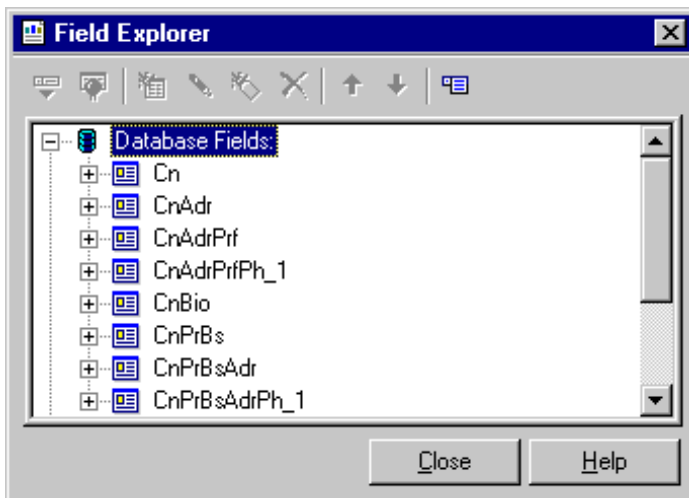 Field Explorer
Database Fields:
Cn
CnAdr
CnAdrPrf
CnAdrPrfPh_1
CnBio
CnPrBs
CnPrBsAdr
CnPrBsAdrPh_1
Close Help